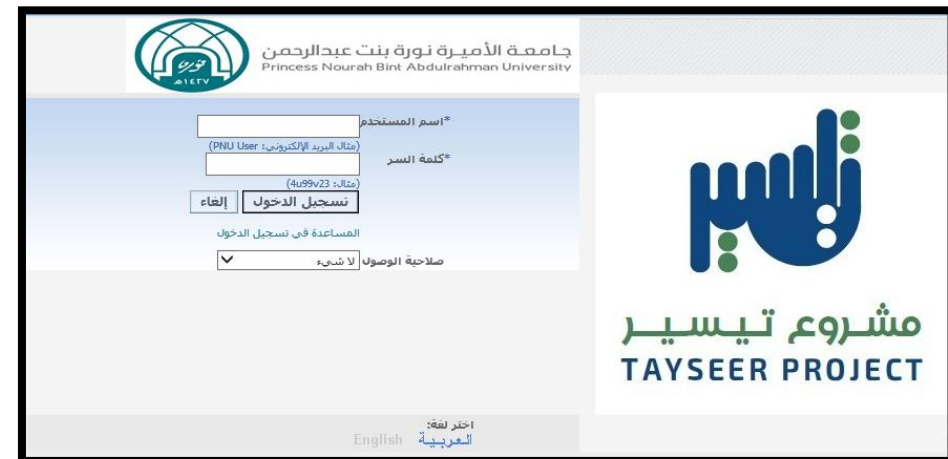 جامعة الأميرة نورة بنت عبدالرحمن
Princess Nourah Bint Abdulrahman University
نورة
١٤٢٧هـ
*اسم المستخدم
(مثال البريد الإلكتروني: PNU User)
*كلمة السر
(مثال: 4u99v23)
تسجيل الدخول إلغاء
المساعدة في تسجيل الدخول
صلاحية الوصول لا شيء
تيسير
مشروع تيسير
TAYSEER PROJECT
اختر لغة:
العربية English